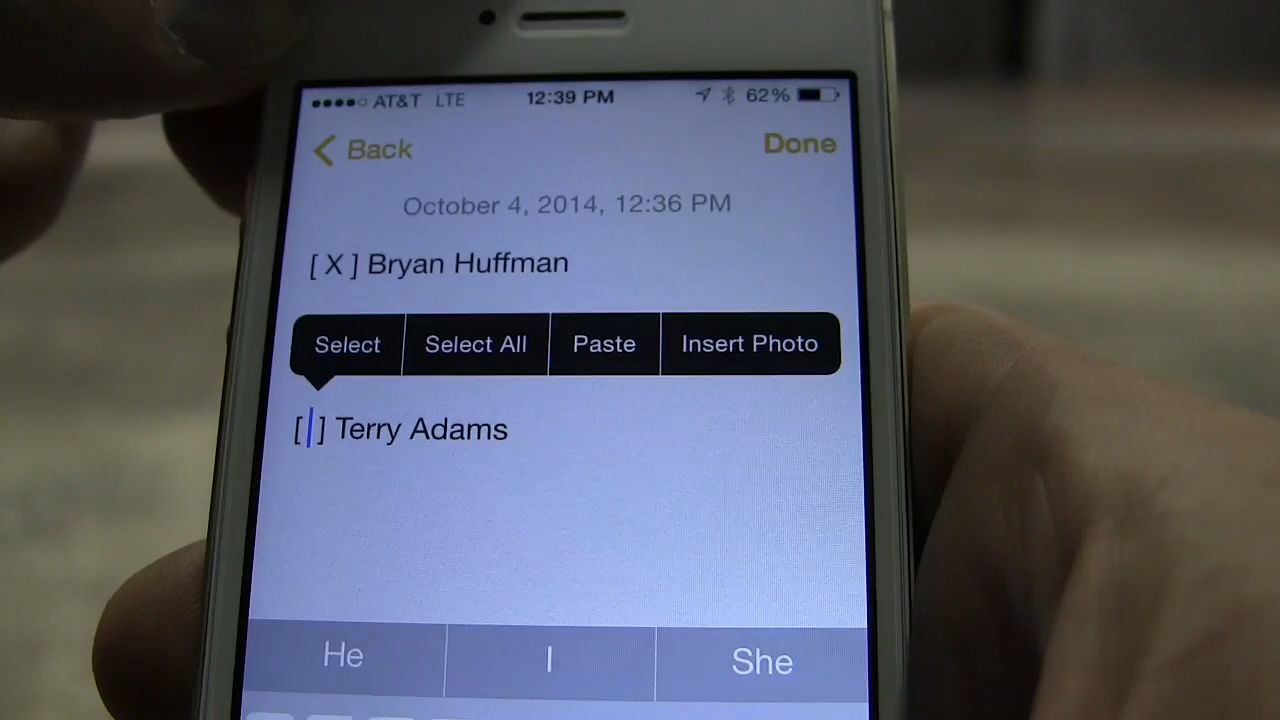 AT&T LTE 12:39 PM 62%
Back Done
October 4, 2014, 12:36 PM
[ X ] Bryan Huffman
Select Select All Paste Insert Photo
[ ] Terry Adams
He I She